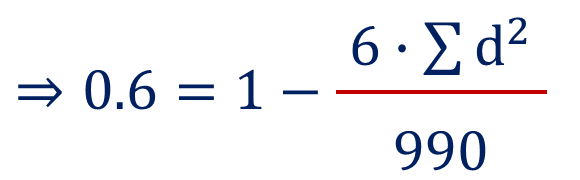 ⇒ 0.6 = 1 − 6 · ∑ d² / 990